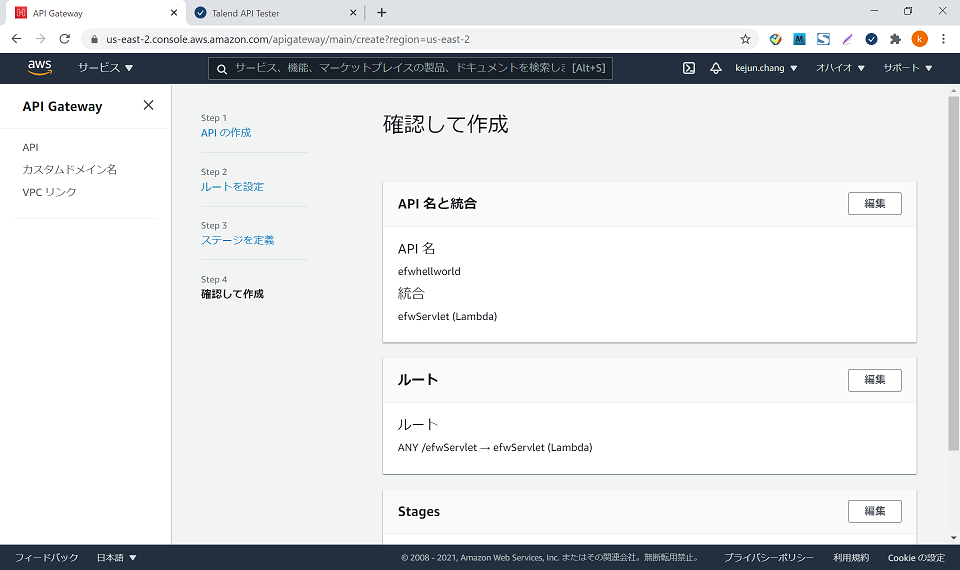 API Gateway
Talend API Tester
us-east-2.console.aws.amazon.com/apigateway/main/create?region=us-east-2
k
aws
サービス ▼
サービス、機能、マーケットプレイスの製品、ドキュメントを検索しま [Alt+S]
kejun.chang ▼
オハイオ ▼
サポート ▼
API Gateway
API
カスタムドメイン名
VPC リンク
Step 1
API の作成
Step 2
ルートを設定
Step 3
ステージを定義
Step 4
確認して作成
確認して作成
API 名と統合
編集
API 名
efwhellworld
統合
efwServlet (Lambda)
ルート
編集
ルート
ANY /efwServlet → efwServlet (Lambda)
Stages
編集
フィードバック
日本語 ▼
© 2008 - 2021, Amazon Web Services, Inc. またはその関連会社。無断転用禁止。
プライバシーポリシー
利用規約
Cookie の設定